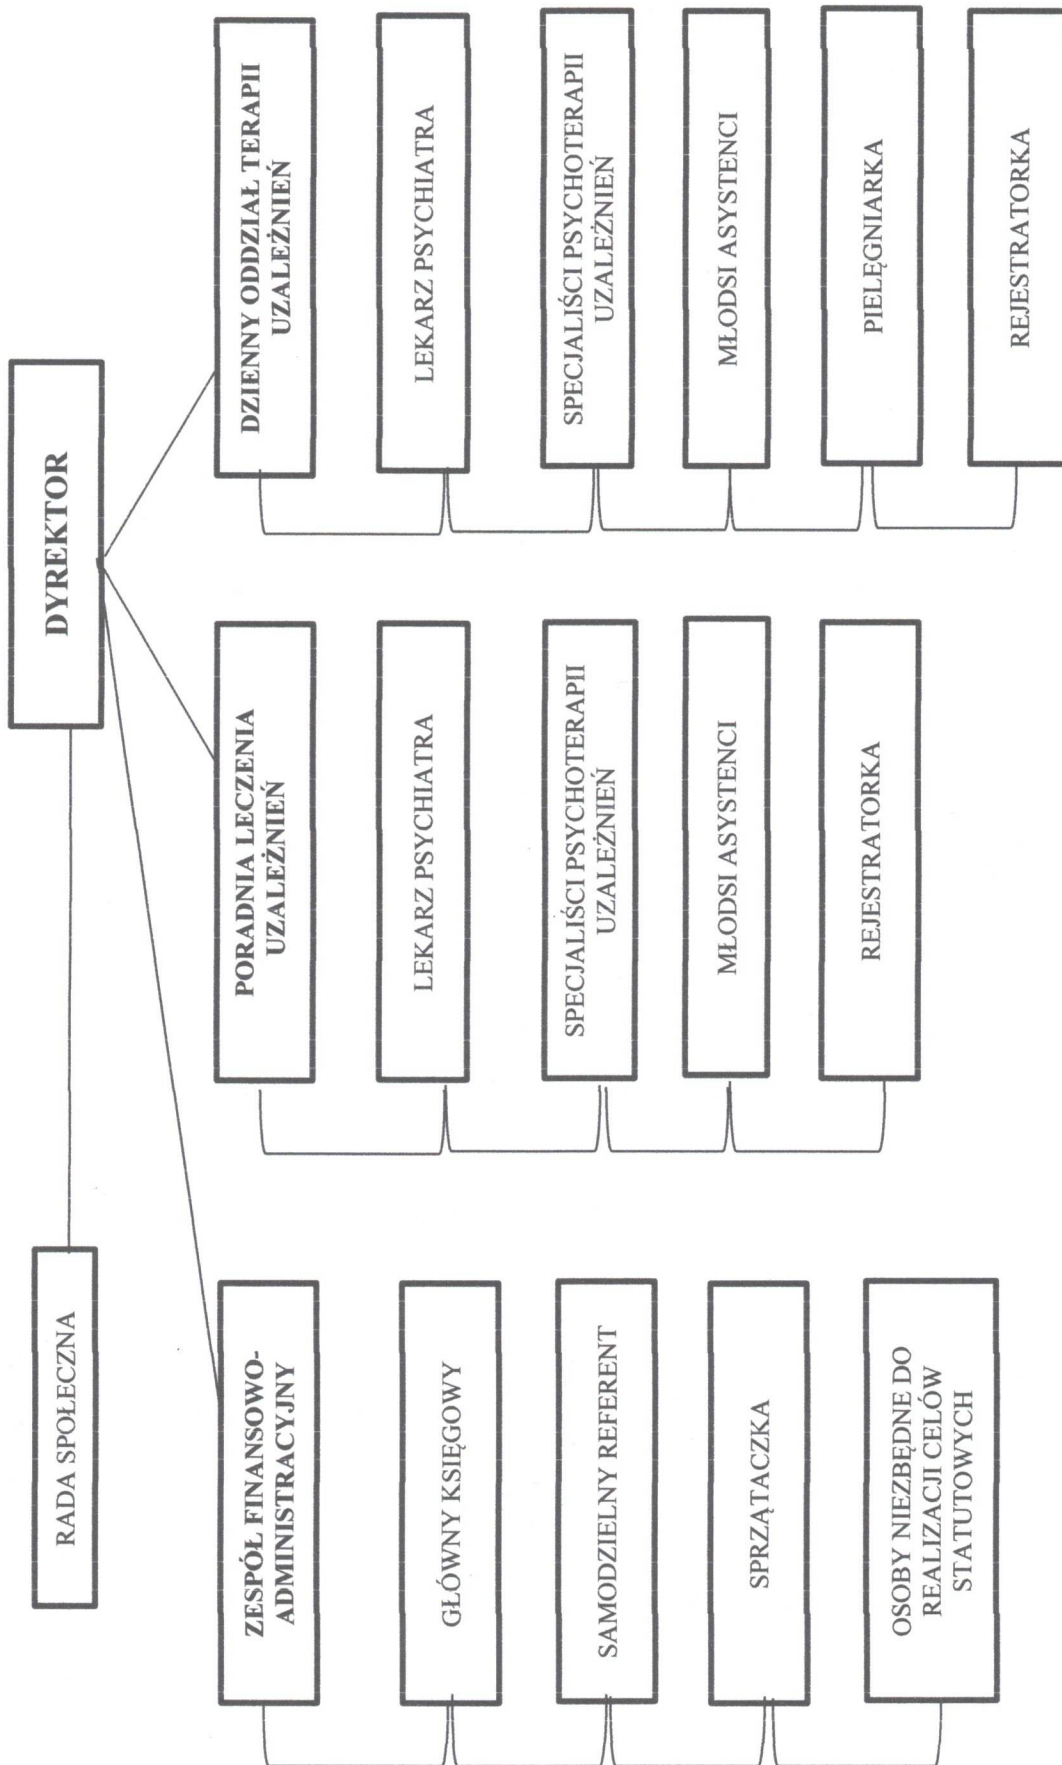 DYREKTOR
RADA SPOŁECZNA
ZESPÓŁ FINANSOWO-
ADMINISTRACYJNY
GŁÓWNY KSIĘGOWY
SAMODZIELNY REFERENT
SPRZĄTACZKA
OSOBY NIEZBĘDNE DO
REALIZACJI CELÓW
STATUTOWYCH
PORADNIA LECZENIA
UZALEŻNIEŃ
LEKARZ PSYCHIATRA
SPECJALIŚCI PSYCHOTERAPII
UZALEŻNIEŃ
MŁODSI ASYSTENCI
REJESTRATORKA
DZIENNY ODDZIAŁ TERAPII
UZALEŻNIEŃ
LEKARZ PSYCHIATRA
SPECJALIŚCI PSYCHOTERAPII
UZALEŻNIEŃ
MŁODSI ASYSTENCI
PIELĘGNIARKA
REJESTRATORKA